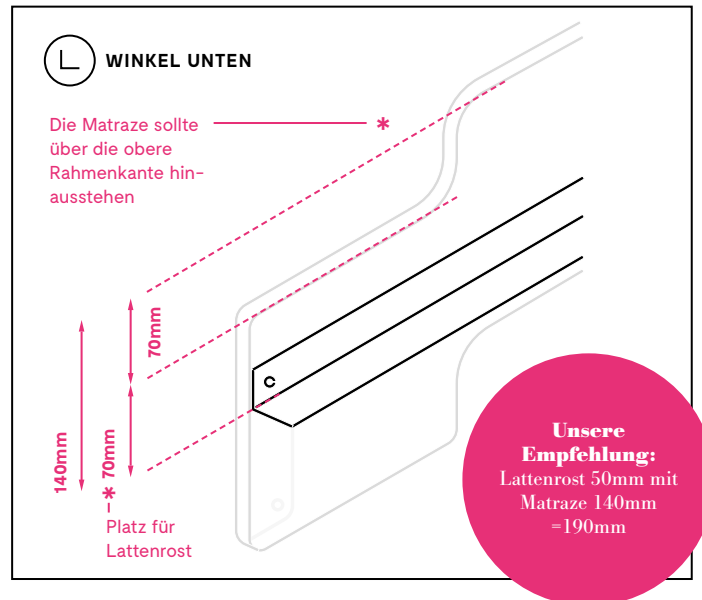 WINKEL UNTEN
Die Matraze sollte
über die obere
Rahmenkante hin-
ausstehen
*
70mm
140mm
* 70mm
Platz für
Lattenrost
Unsere
Empfehlung:
Lattenrost 50mm mit
Matraze 140mm
=190mm